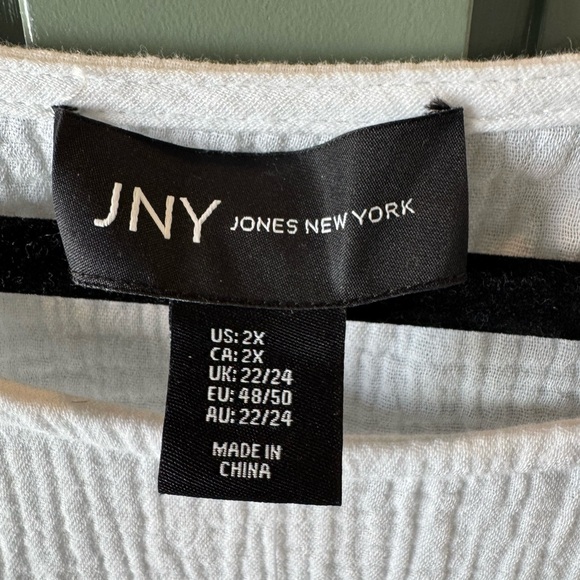 JNY JONES NEW YORK
US: 2X
CA: 2X
UK: 22/24
EU: 48/50
AU: 22/24
MADE IN
CHINA